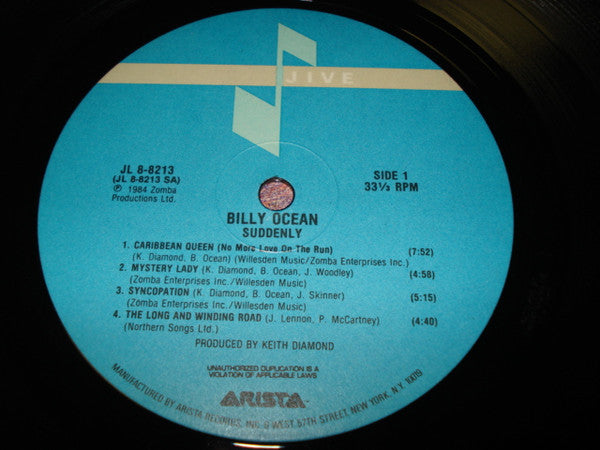 JIVE
JL 8-8213
(JL 8-8213 SA)
℗ 1984 Zomba
Productions Ltd.
SIDE 1
33⅓ RPM
BILLY OCEAN
SUDDENLY
1. CARIBBEAN QUEEN (No More Love On The Run) (7:52)
(K. Diamond, B. Ocean) (Willesden Music/Zomba Enterprises Inc.)
2. MYSTERY LADY (K. Diamond, B. Ocean, J. Woodley) (4:58)
(Zomba Enterprises Inc./Willesden Music)
3. SYNCOPATION (K. Diamond, B. Ocean, J. Skinner) (5:15)
(Zomba Enterprises Inc./Willesden Music)
4. THE LONG AND WINDING ROAD (J. Lennon, P. McCartney) (4:40)
(Northern Songs Ltd.)
PRODUCED BY KEITH DIAMOND
UNAUTHORIZED DUPLICATION IS A
VIOLATION OF APPLICABLE LAWS
ARISTA
MANUFACTURED BY ARISTA RECORDS, INC. 6 WEST 57TH STREET, NEW YORK, N.Y. 10019